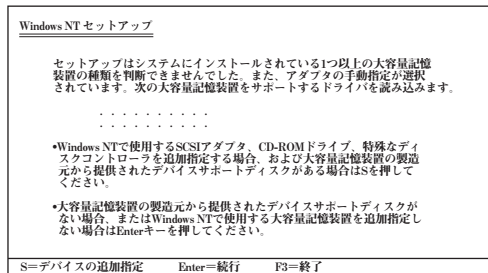 Windows NT セットアップ
セットアップはシステムにインストールされている1つ以上の大容量記憶
装置の種類を判断できませんでした。また、アダプタの手動指定が選択
されています。次の大容量記憶装置をサポートするドライバを読み込みます。
. . . . . . . . . .
. . . . . . . . . .
•Windows NTで使用するSCSIアダプタ、CD-ROMドライブ、特殊なディ
スクコントローラを追加指定する場合、および大容量記憶装置の製造
元から提供されたデバイスサポートディスクがある場合はSを押して
ください。
•大容量記憶装置の製造元から提供されたデバイスサポートディスクが
ない場合、またはWindows NTで使用する大容量記憶装置を追加指定し
ない場合はEnterキーを押してください。
S=デバイスの追加指定 Enter=続行 F3=終了